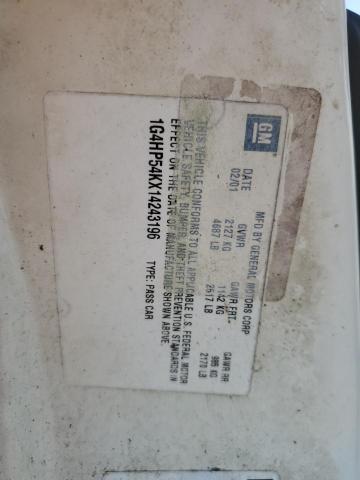 GM
MFD BY GENERAL MOTORS CORP
DATE GVWR GAWR FRT GAWR RR
02/01 2127 KG 1142 KG 985 KG
4687 LB 2517 LB 2170 LB
THIS VEHICLE CONFORMS TO ALL APPLICABLE U.S. FEDERAL MOTOR
VEHICLE SAFETY, BUMPER, AND THEFT PREVENTION STANDARDS IN
EFFECT ON THE DATE OF MANUFACTURE SHOWN ABOVE.
1G4HP54KX14243196 TYPE: PASS CAR